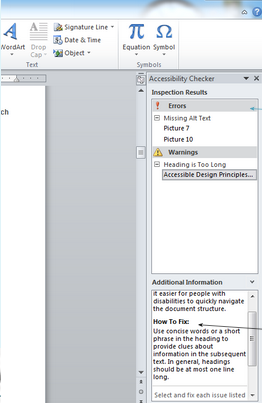 Signature Line
Date & Time
Object
WordArt
Drop
Cap
Equation
Symbol
Text
Symbols
Accessibility Checker
ch
Inspection Results
Errors
Missing Alt Text
Picture 7
Picture 10
Warnings
Heading is Too Long
Accessible Design Principles...
Additional Information
it easier for people with
disabilities to quickly navigate
the document structure.
How To Fix:
Use concise words or a short
phrase in the heading to
provide clues about
information in the subsequent
text. In general, headings
should be at most one line
long.
Select and fix each issue listed